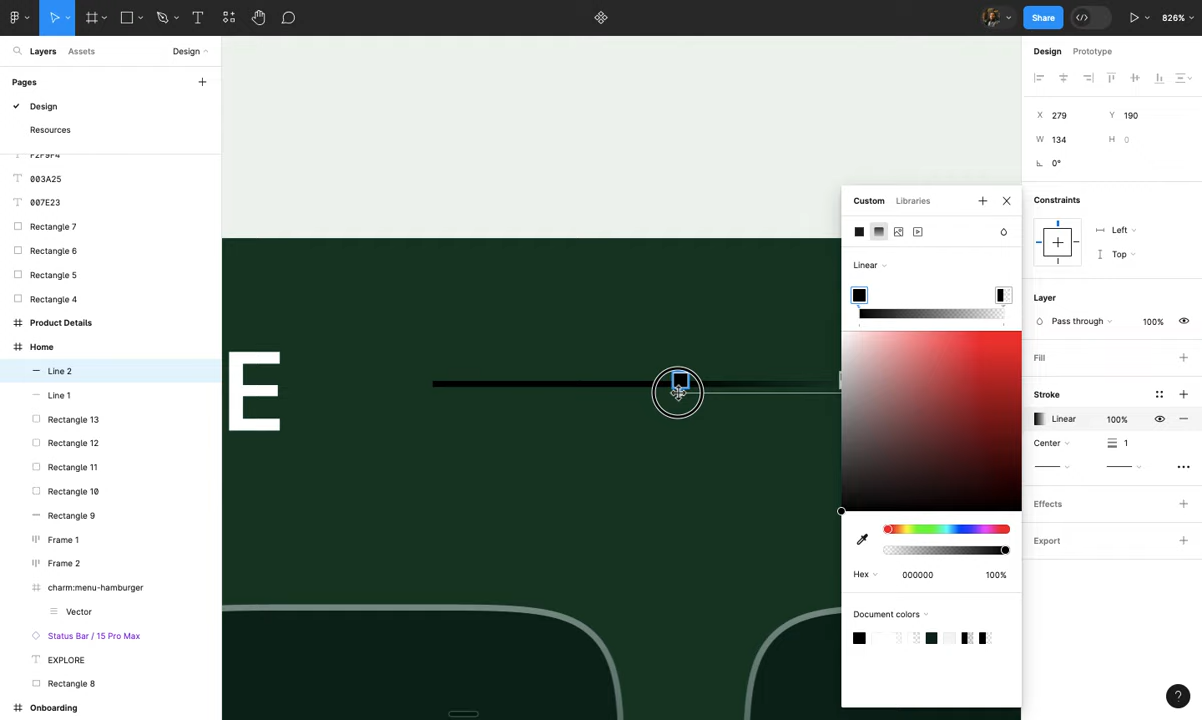 Share
826%
Layers
Assets
Design
Design
Prototype
Pages
Design
Resources
F2F9F4
003A25
007E23
Rectangle 7
Rectangle 6
Rectangle 5
Rectangle 4
Product Details
Home
Line 2
Line 1
Rectangle 13
Rectangle 12
Rectangle 11
Rectangle 10
Rectangle 9
Frame 1
Frame 2
charm:menu-hamburger
Vector
Status Bar / 15 Pro Max
EXPLORE
Rectangle 8
Onboarding
E
Custom
Libraries
Linear
Hex
000000
100%
Document colors
X 279
Y 190
W 134
H 0
0°
Constraints
Left
Top
Layer
Pass through
100%
Fill
Stroke
Linear
100%
Center
1
Effects
Export
?